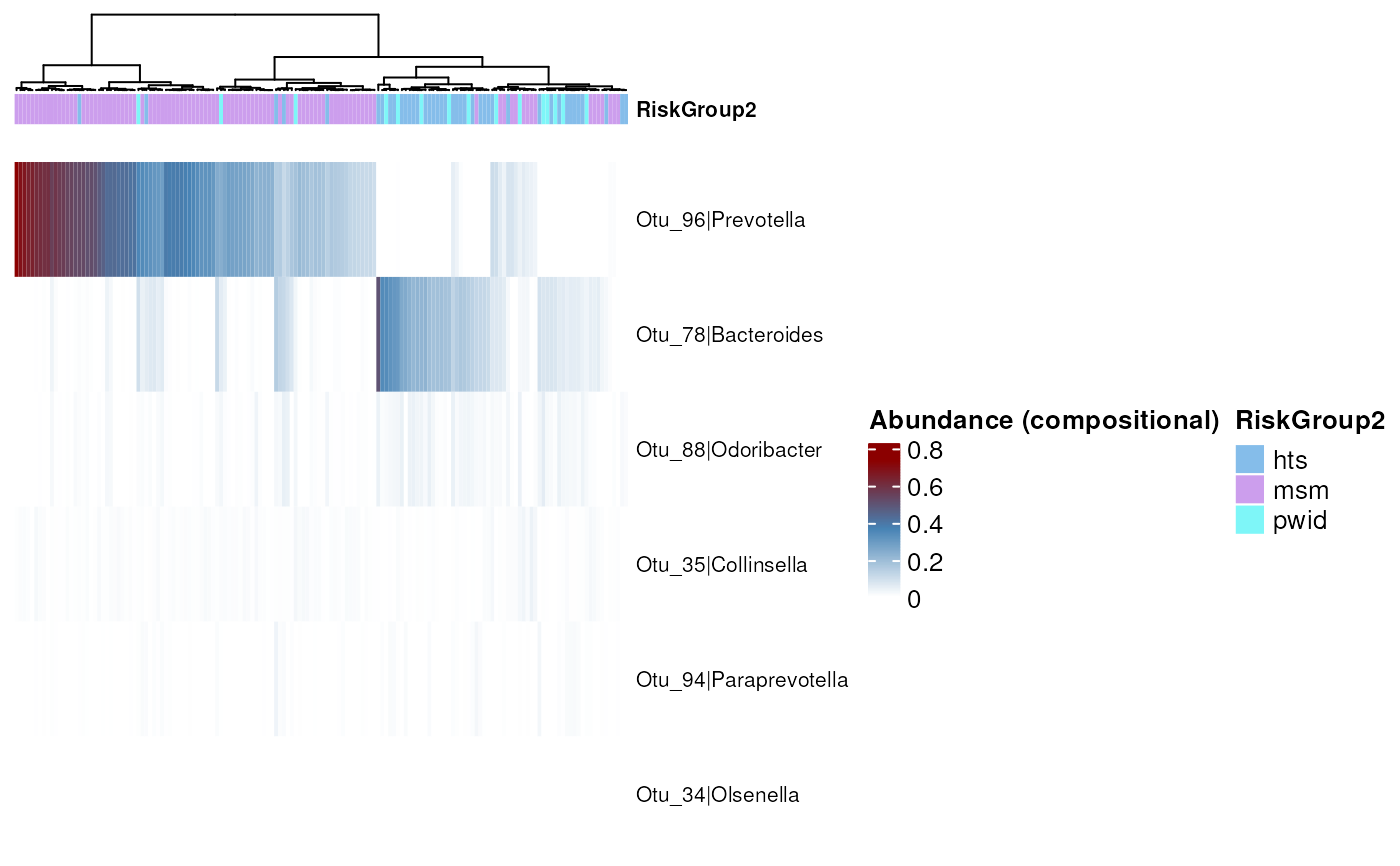 RiskGroup2
Otu_96|Prevotella
Otu_78|Bacteroides
Otu_88|Odoribacter
Otu_35|Collinsella
Otu_94|Paraprevotella
Otu_34|Olsenella
Abundance (compositional)
0.8
0.6
0.4
0.2
0
RiskGroup2
hts
msm
pwid